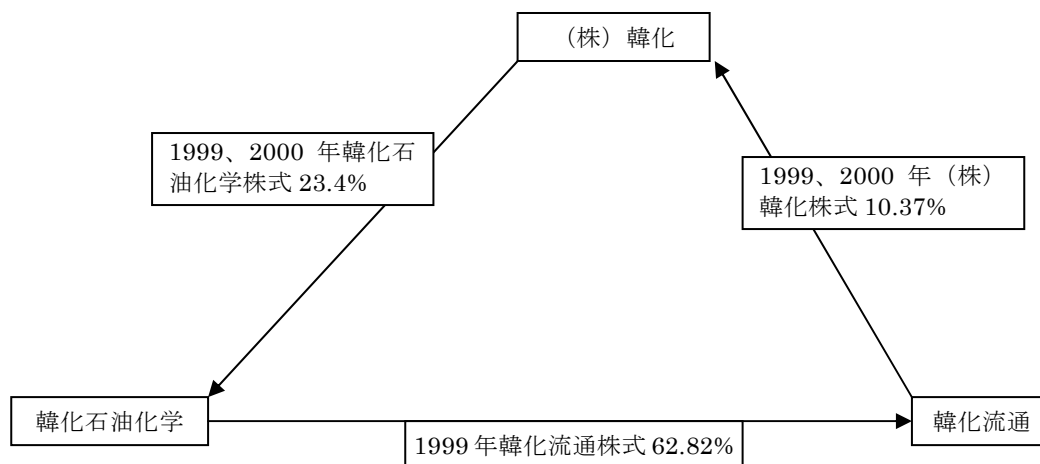 （株）韓化
1999、2000 年韓化石
油化学株式 23.4%
1999、2000 年（株）
韓化株式 10.37%
韓化石油化学
韓化流通
1999 年韓化流通株式 62.82%